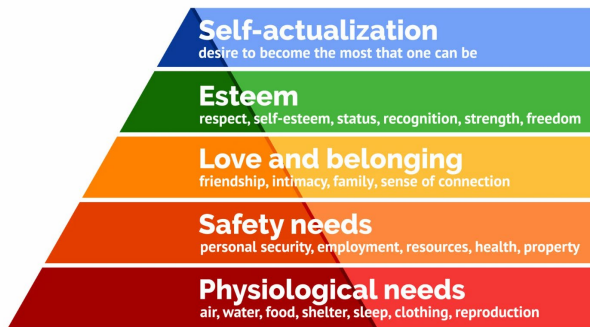 Self-actualization
desire to become the most that one can be
Esteem
respect, self-esteem, status, recognition, strength, freedom
Love and belonging
friendship, intimacy, family, sense of connection
Safety needs
personal security, employment, resources, health, property
Physiological needs
air, water, food, shelter, sleep, clothing, reproduction